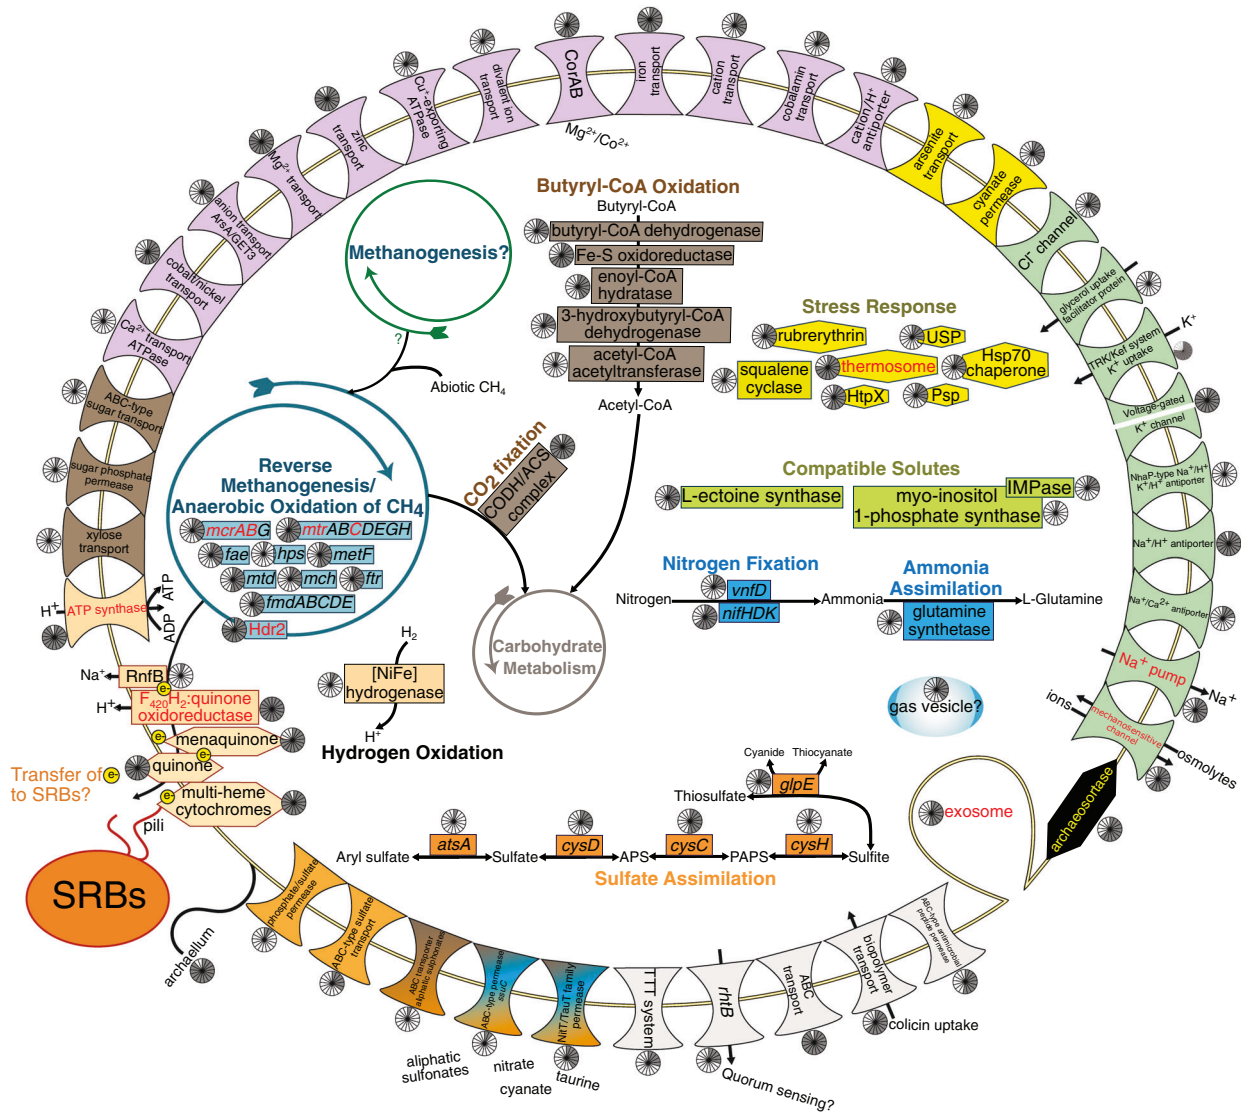 CorAB
iron
transport
cation
transport
cobalamin
transport
cation/H+
antiporter
arsenite
transport
cyanate
permease
Cl- channel
glycerol uptake
facilitator protein
TRK/Kef system
K+ uptake
K+
Voltage-gated
K+ channel
NhaP-type Na+/H+
K+/H+ antiporter
Na+/H+ antiporter
Na+/Ca2+ antiporter
Na+ pump
Na+
ions
mechanosensitive
channel
osmolytes
archaeosortase
exosome
divalent ion
transport
Cu+-exporting
ATPase
zinc
transport
Mg2+ transport
anion transport
ArsA/GET3
cobalt/nickel
transport
Ca2+ transport
ATPase
ABC-type
sugar transport
sugar phosphate
permease
xylose
transport
H+
ATP synthase
ATP
ADP
Mg2+/Co2+
Methanogenesis?
?
Abiotic CH4
Butyryl-CoA Oxidation
Butyryl-CoA
butyryl-CoA dehydrogenase
Fe-S oxidoreductase
enoyl-CoA
hydratase
3-hydroxybutyryl-CoA
dehydrogenase
acetyl-CoA
acetyltransferase
Acetyl-CoA
Stress Response
rubrerythrin
USP
squalene
cyclase
thermosome
Hsp70
chaperone
HtpX
Psp
Reverse
Methanogenesis/
Anaerobic Oxidation of CH4
mcrABG
mtrABCDEGH
fae
hps
metF
mtd
mch
ftr
fmdABCDE
Hdr2
CO2 fixation
CODH/ACS
complex
Compatible Solutes
L-ectoine synthase
myo-inositol
1-phosphate synthase
IMPase
Nitrogen Fixation
Nitrogen
vnfD
nifHDK
Ammonia
Ammonia
Assimilation
glutamine
synthetase
L-Glutamine
Carbohydrate
Metabolism
H2
[NiFe]
hydrogenase
H+
Hydrogen Oxidation
gas vesicle?
Na+
RnfB
e-
H+
F420H2:quinone
oxidoreductase
e-
menaquinone
e-
quinone
Transfer of e-
to SRBs?
e-
multi-heme
cytochromes
pili
SRBs
archaellum
Cyanide
Thiocyanate
Thiosulfate
glpE
Aryl sulfate
atsA
Sulfate
cysD
APS
cysC
PAPS
cysH
Sulfite
Sulfate Assimilation
phosphate/sulfate
permease
ABC-type sulfate
transport
ABC transporter
aliphatic sulphonates
ABC-type permease
ssuC
NitT/TauT family
permease
TTT system
rhtB
ABC
transport
biopolymer
transport
ABC-type antimicrobial
peptide permease
aliphatic
sulfonates
nitrate
cyanate
taurine
Quorum sensing?
colicin uptake